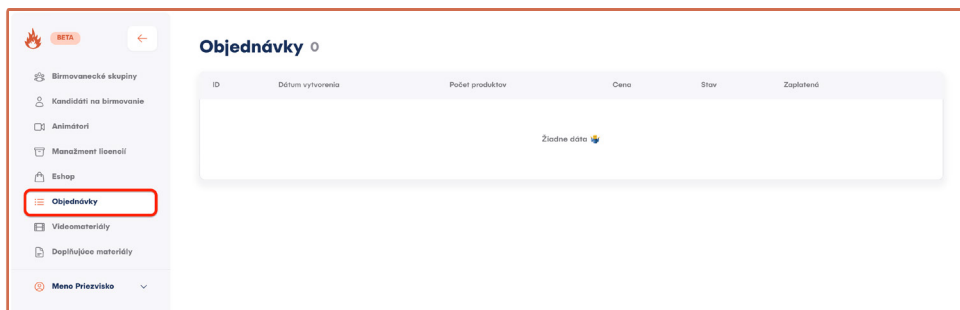 BETA
Birmovanecké skupiny
Kandidáti na birmovanie
Animátori
Manažment licencií
Eshop
Objednávky
Videomateriály
Doplňujúce materiály
Meno Priezvisko
Objednávky 0
ID Dátum vytvorenia Počet produktov Cena Stav Zaplatená
Žiadne dáta 🤷